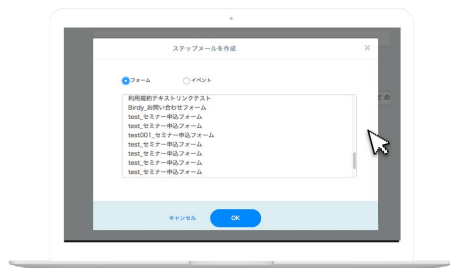 ステップメールを作成
フォーム
イベント
利用規約テキストリンクテスト
Birdy_お問い合わせフォーム
test_セミナー申込フォーム
test_セミナー申込フォーム
test001_セミナー申込フォーム
test_セミナー申込フォーム
test_セミナー申込フォーム
test_セミナー申込フォーム
test_セミナー申込フォーム
キャンセル
OK